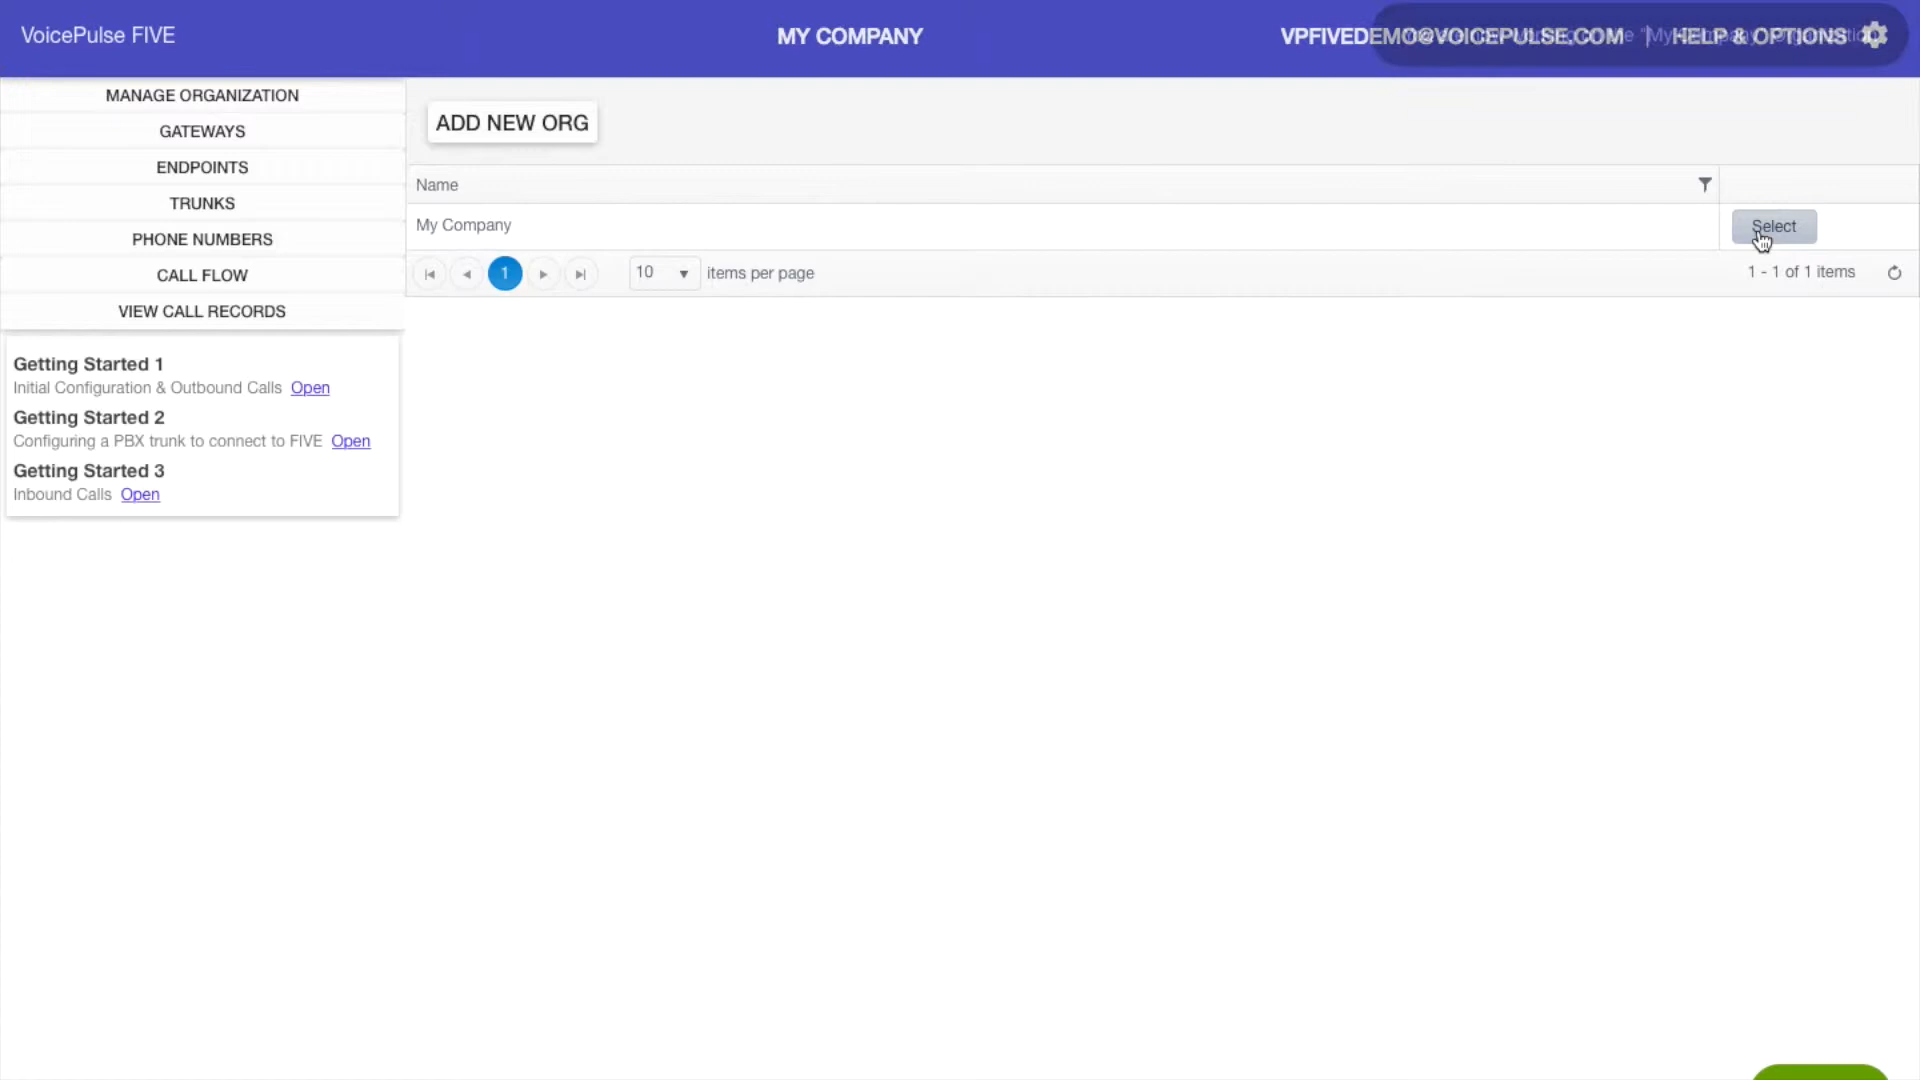 VoicePulse FIVE
MY COMPANY
VPFIVEDEMO@VOICEPULSE.COM | HELP & OPTIONS
MANAGE ORGANIZATION
GATEWAYS
ENDPOINTS
TRUNKS
PHONE NUMBERS
CALL FLOW
VIEW CALL RECORDS
Getting Started 1
Initial Configuration & Outbound Calls Open
Getting Started 2
Configuring a PBX trunk to connect to FIVE Open
Getting Started 3
Inbound Calls Open
ADD NEW ORG
Name
My Company
Select
1
10
items per page
1 - 1 of 1 items